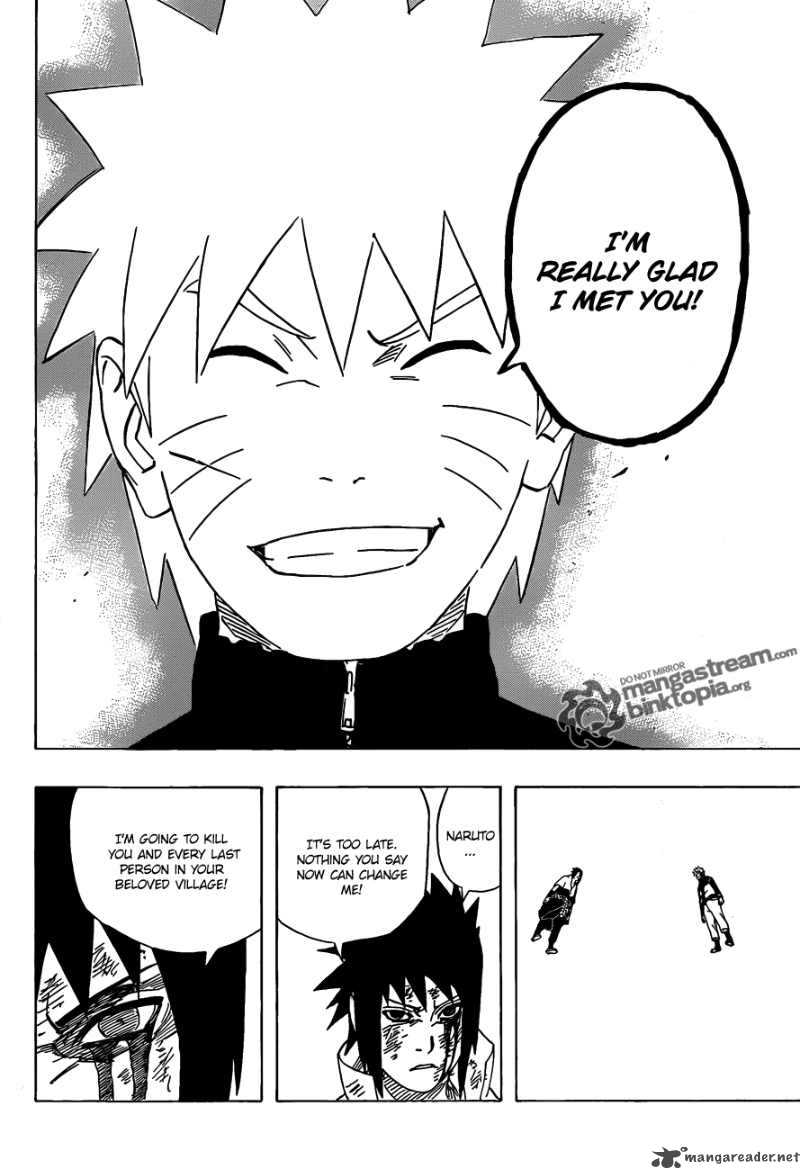 I'M
REALLY GLAD
I MET YOU!
DO NOT MIRROR
mangastream.com
binktopia.org
NARUTO
...
IT'S TOO LATE.
NOTHING YOU SAY
NOW CAN CHANGE
ME!
I'M GOING TO KILL
YOU AND EVERY LAST
PERSON IN YOUR
BELOVED VILLAGE!
mangareader.net